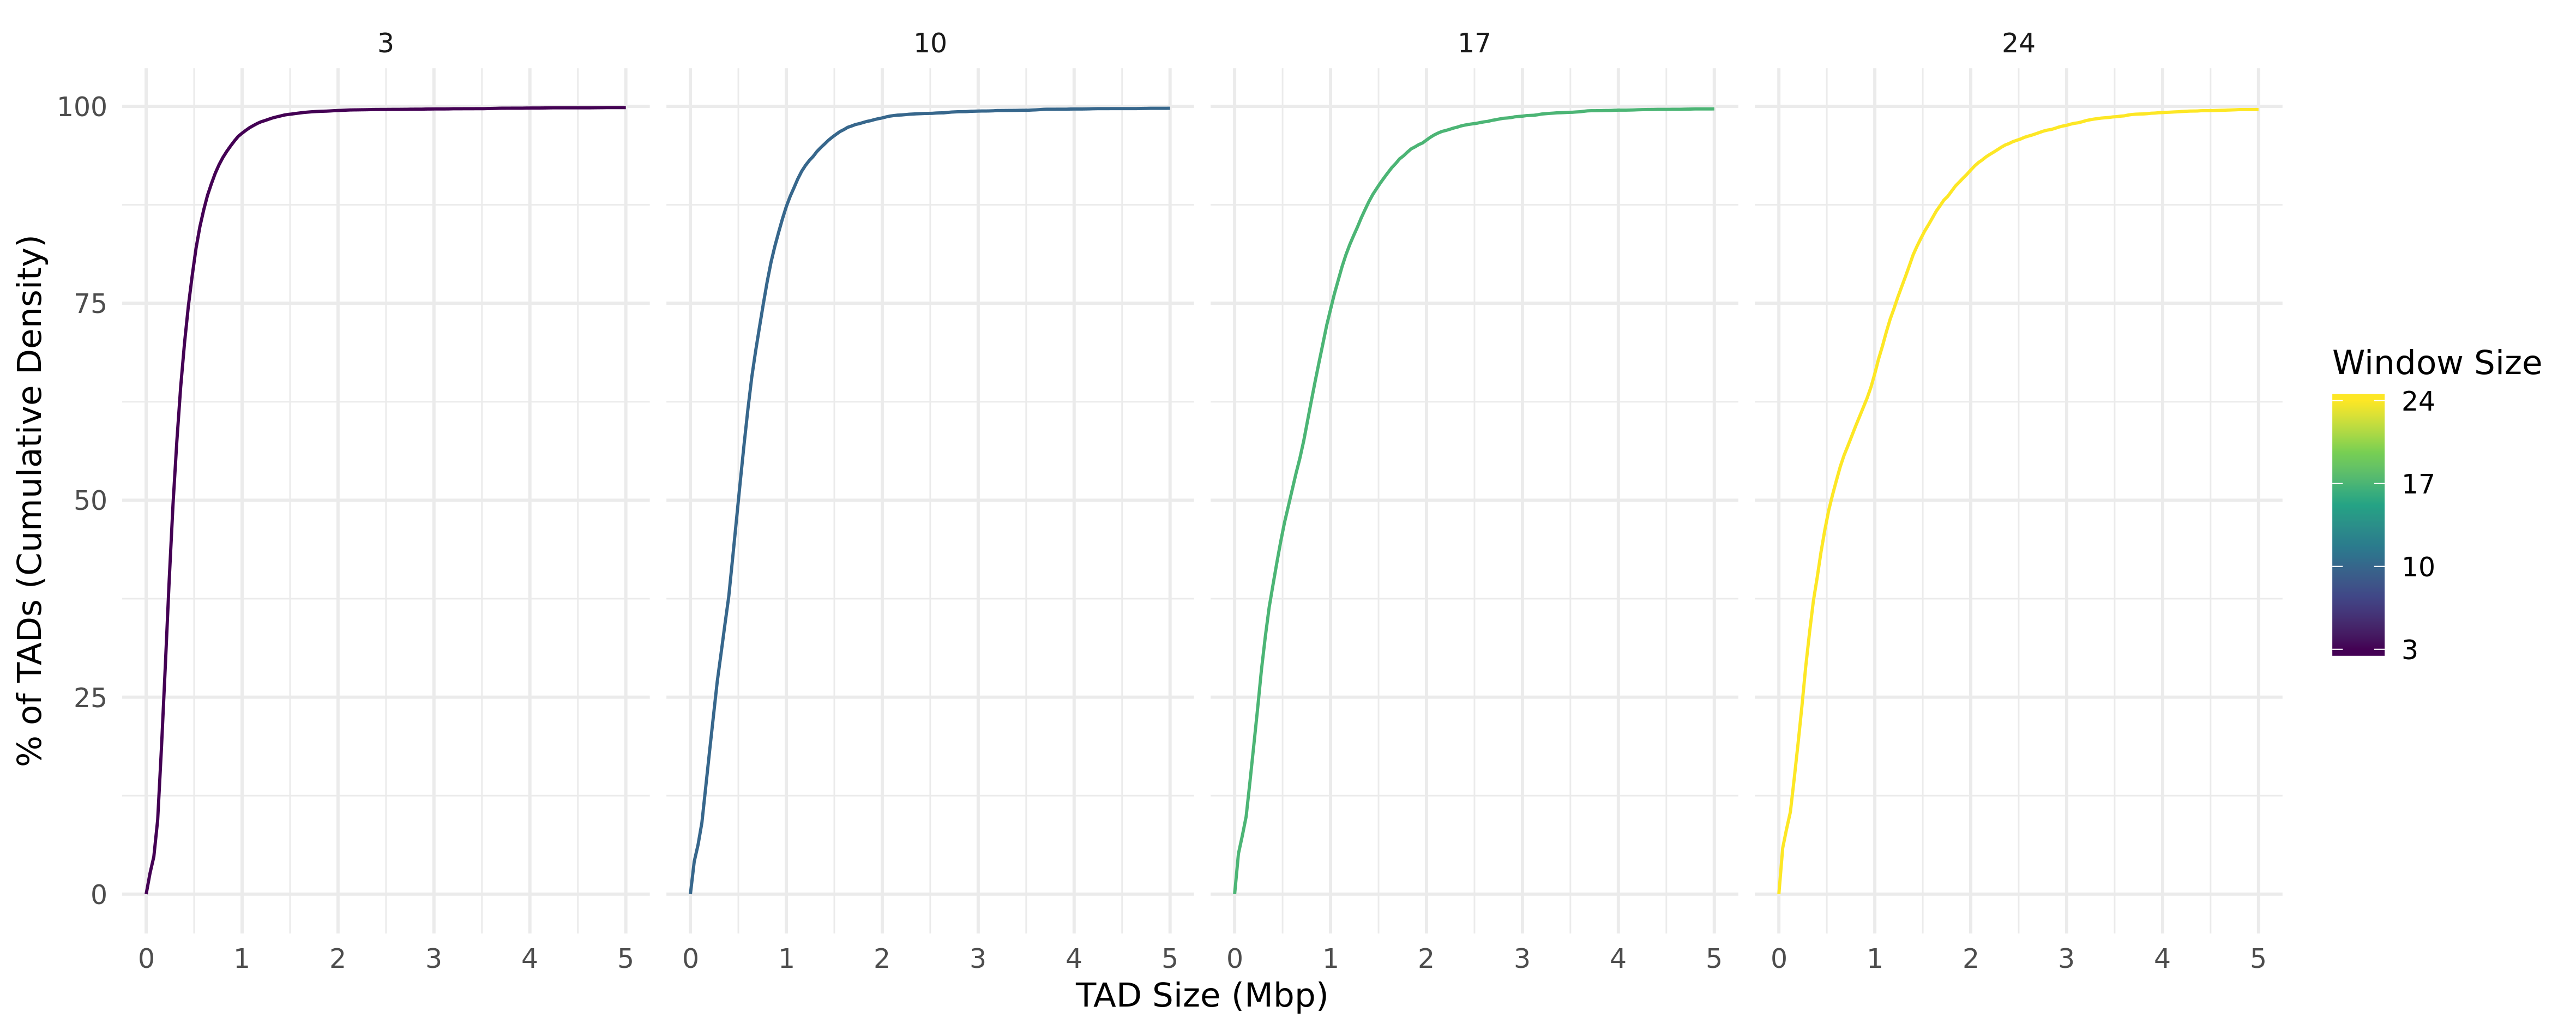 3 10 17 24
% of TADs (Cumulative Density)
100
75
50
25
0
0 1 2 3 4 5 0 1 2 3 4 5 0 1 2 3 4 5 0 1 2 3 4 5
TAD Size (Mbp)
Window Size
24
17
10
3